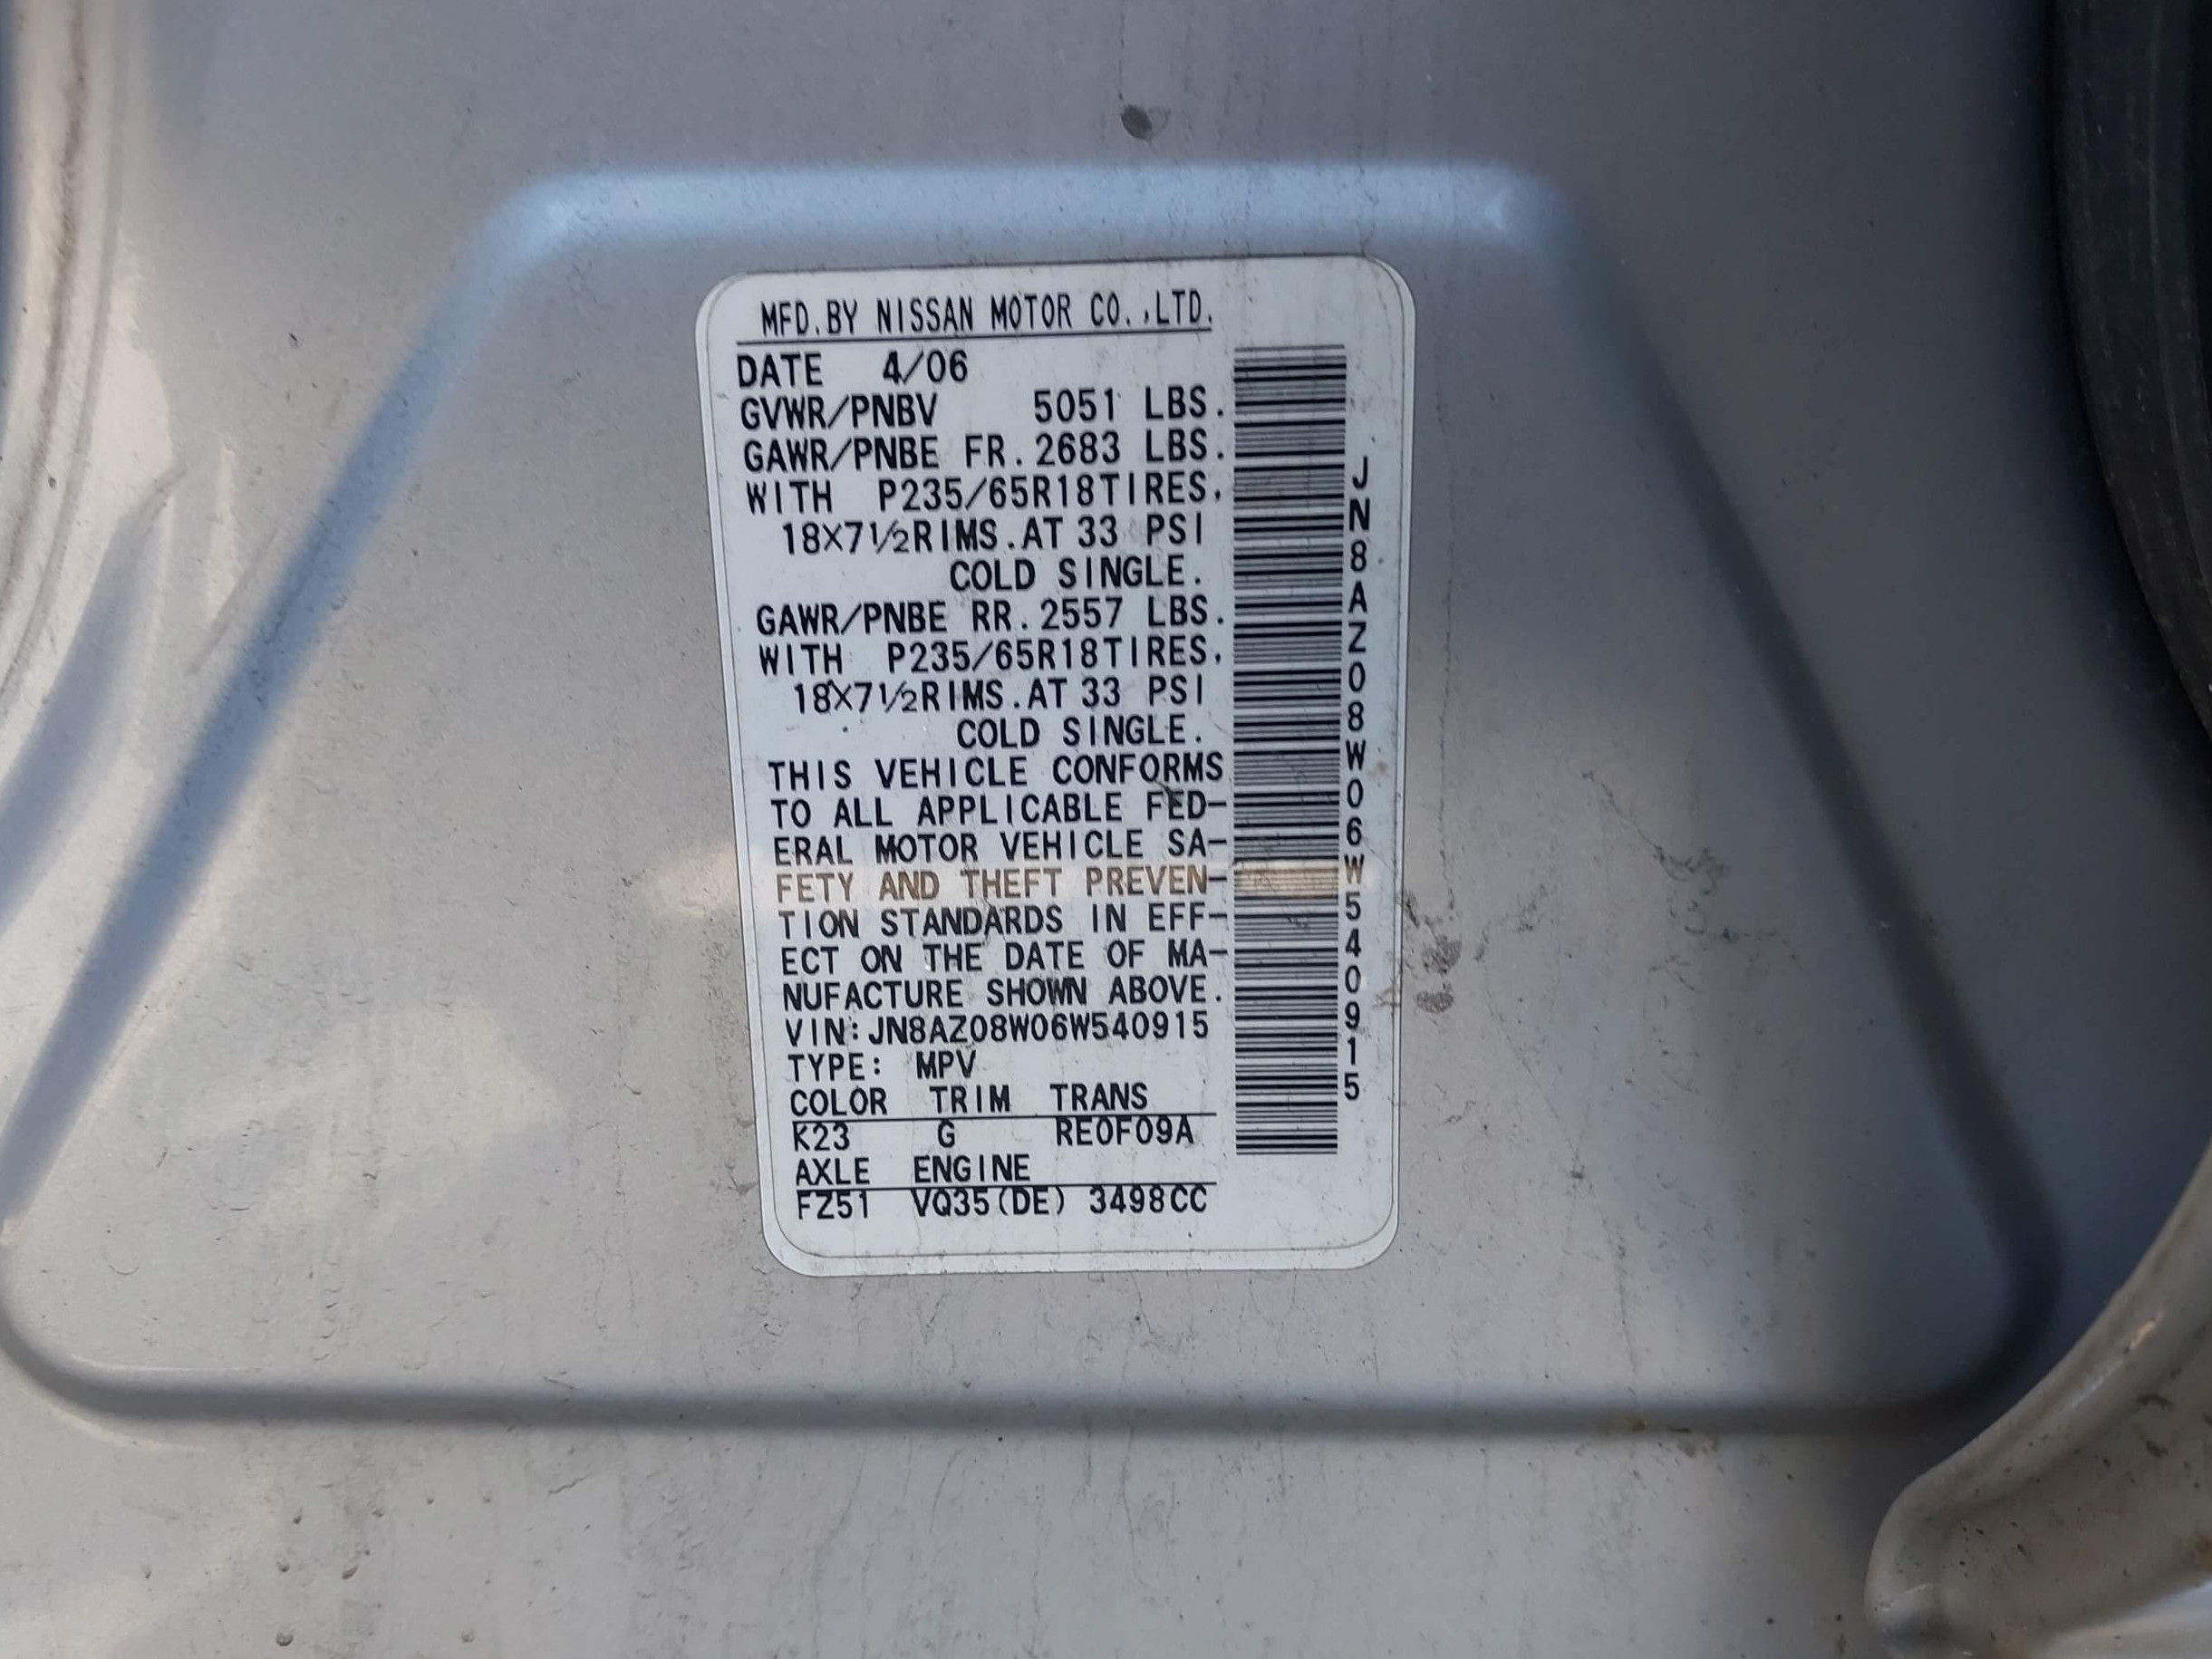 MFD. BY NISSAN MOTOR CO., LTD.
DATE 4/06
GVWR/PNBV 5051 LBS.
GAWR/PNBE FR. 2683 LBS.
WITH P235/65R18TIRES,
18X7½RIMS. AT 33 PSI
COLD SINGLE.
GAWR/PNBE RR. 2557 LBS.
WITH P235/65R18TIRES,
18X7½RIMS. AT 33 PSI
COLD SINGLE.
THIS VEHICLE CONFORMS
TO ALL APPLICABLE FED-
ERAL MOTOR VEHICLE SA-
FETY AND THEFT PREVEN-
TION STANDARDS IN EFF-
ECT ON THE DATE OF MA-
NUFACTURE SHOWN ABOVE.
VIN: JN8AZ08W06W540915
TYPE: MPV
COLOR TRIM TRANS
K23 G RE0F09A
AXLE ENGINE
FZ51 VQ35(DE) 3498CC
JN8AZ08W06W540915